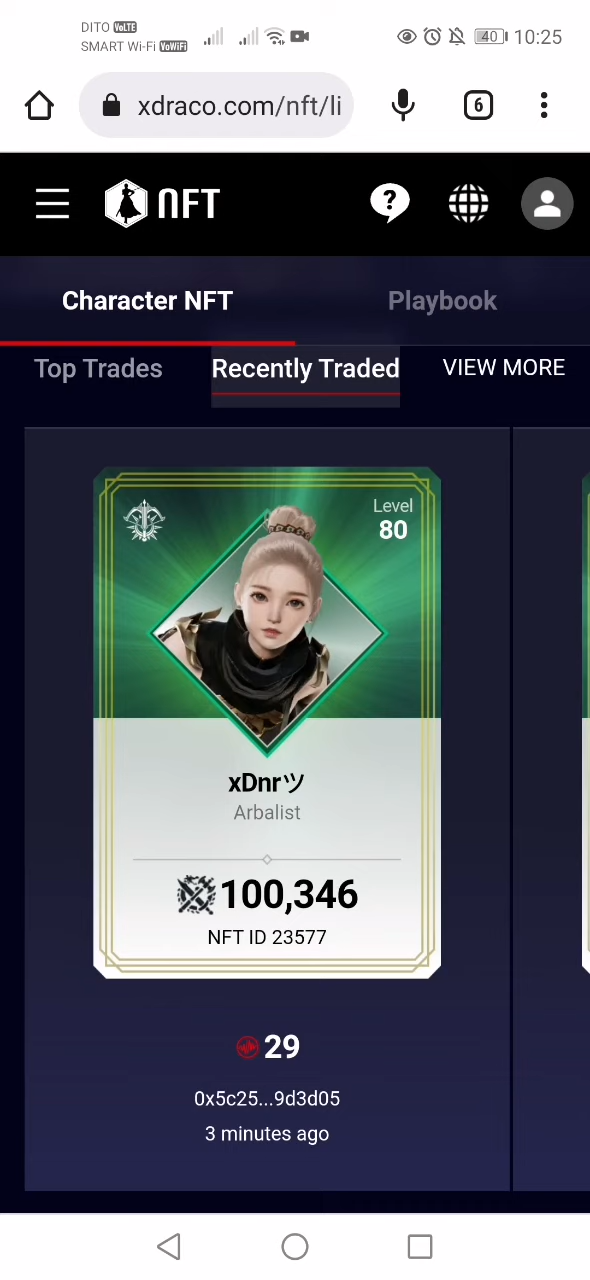 DITO VoLTE
SMART Wi-Fi VoWiFi
40 10:25
xdraco.com/nft/li
6
NFT
Character NFT
Playbook
Top Trades
Recently Traded
VIEW MORE
Level
80
xDnrツ
Arbalist
100,346
NFT ID 23577
29
0x5c25...9d3d05
3 minutes ago